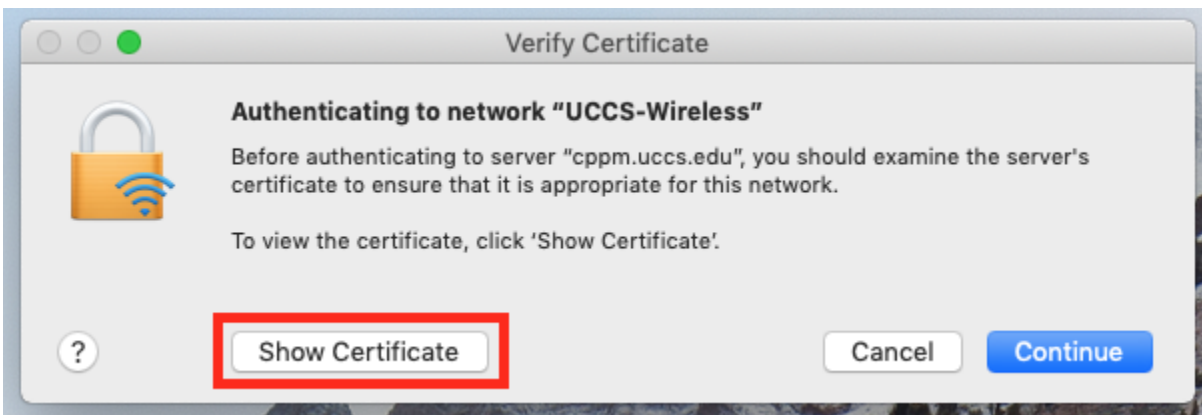 Verify Certificate
Authenticating to network “UCCS-Wireless”
Before authenticating to server “cppm.uccs.edu”, you should examine the server's
certificate to ensure that it is appropriate for this network.
To view the certificate, click ‘Show Certificate’.
? Show Certificate Cancel Continue